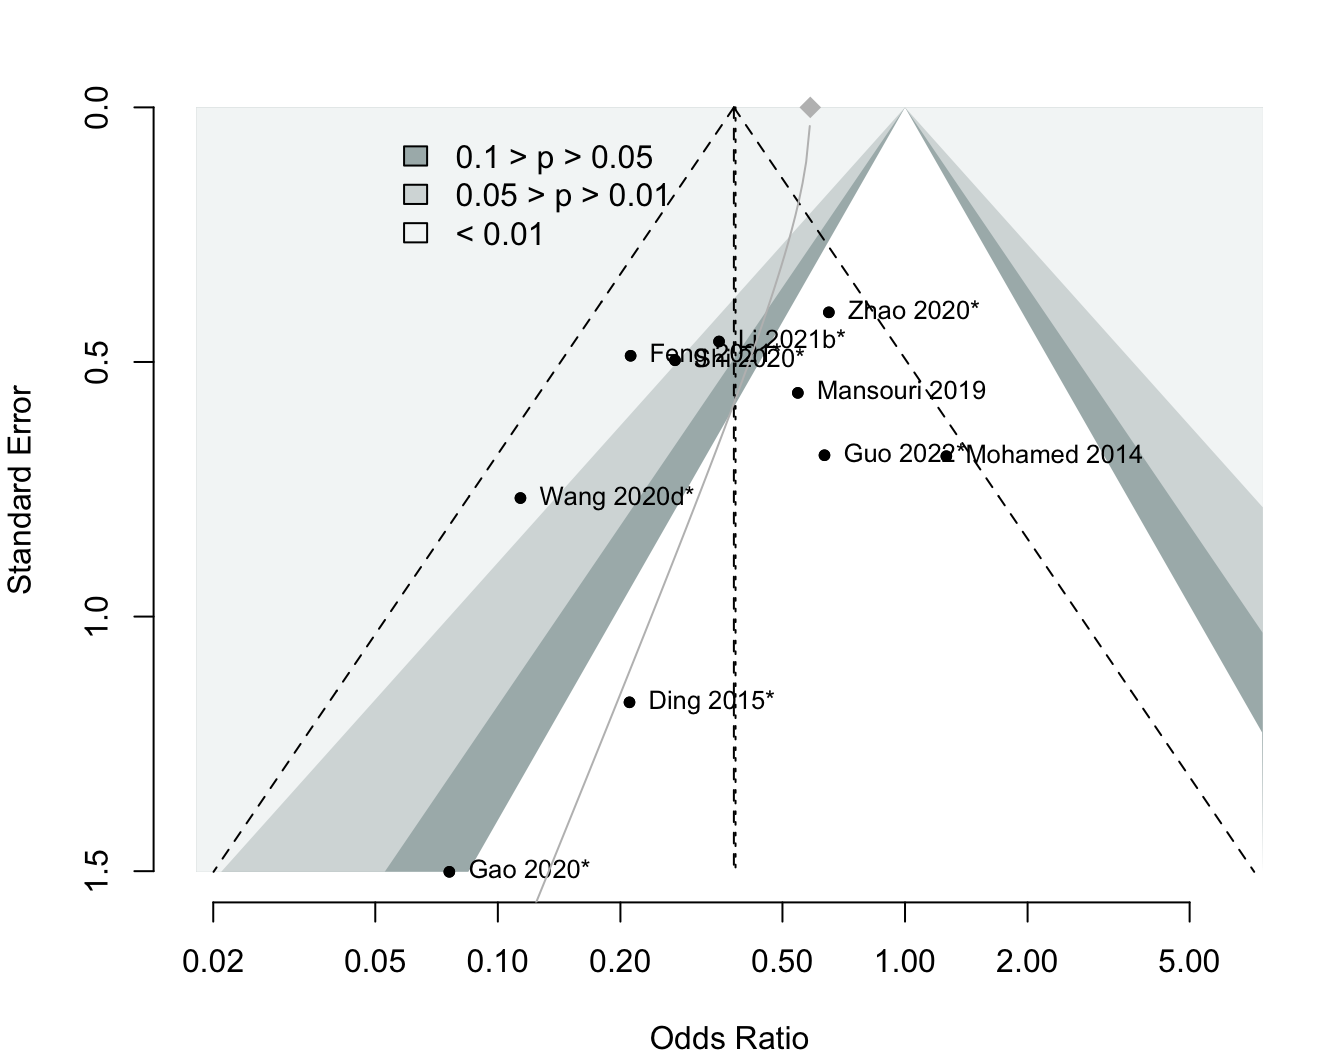 0.0
0.5
1.0
1.5
Standard Error
0.1 > p > 0.05
0.05 > p > 0.01
< 0.01
Zhao 2020*
Li 2021b*
Feng
Shi 2020*
Mansouri 2019
Guo 2022*
Mohamed 2014
Wang 2020d*
Ding 2015*
Gao 2020*
0.02 0.05 0.10 0.20 0.50 1.00 2.00 5.00
Odds Ratio